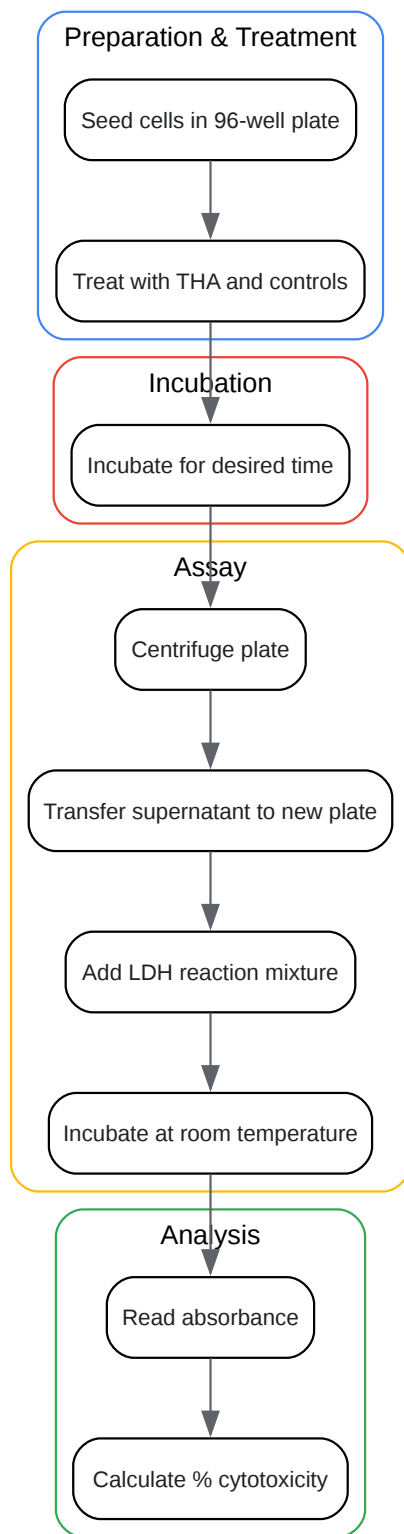 Preparation & Treatment
Seed cells in 96-well plate
Treat with THA and controls
Incubation
Incubate for desired time
Assay
Centrifuge plate
Transfer supernatant to new plate
Add LDH reaction mixture
Incubate at room temperature
Analysis
Read absorbance
Calculate % cytotoxicity